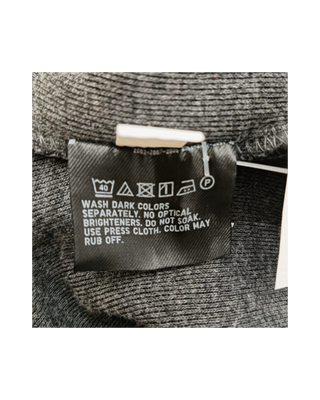 40
P
WASH DARK COLORS
SEPARATELY. NO OPTICAL
BRIGHTENERS. DO NOT SOAK.
USE PRESS CLOTH. COLOR MAY
RUB OFF.